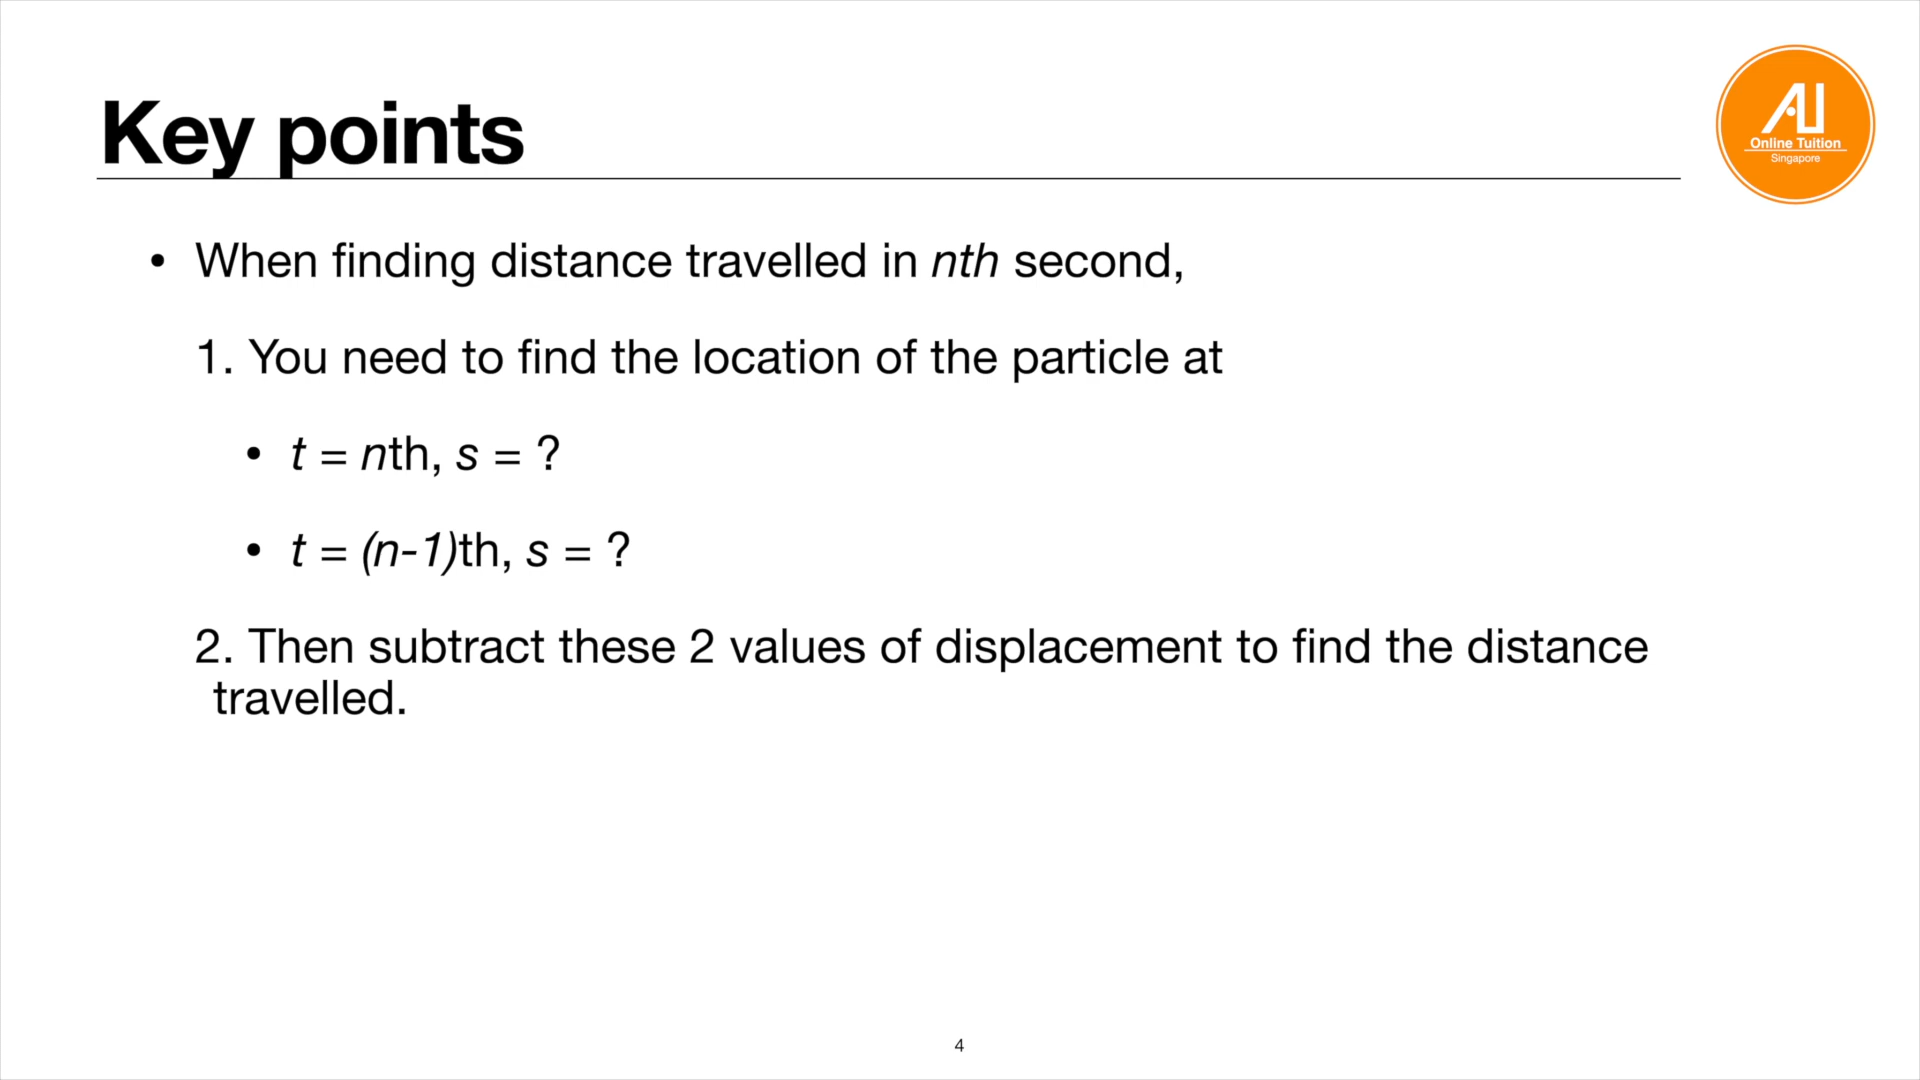 Key points
AU
Online Tuition
Singapore
• When finding distance travelled in nth second,
1. You need to find the location of the particle at
• t = nth, s = ?
• t = (n-1)th, s = ?
2. Then subtract these 2 values of displacement to find the distance
travelled.
4